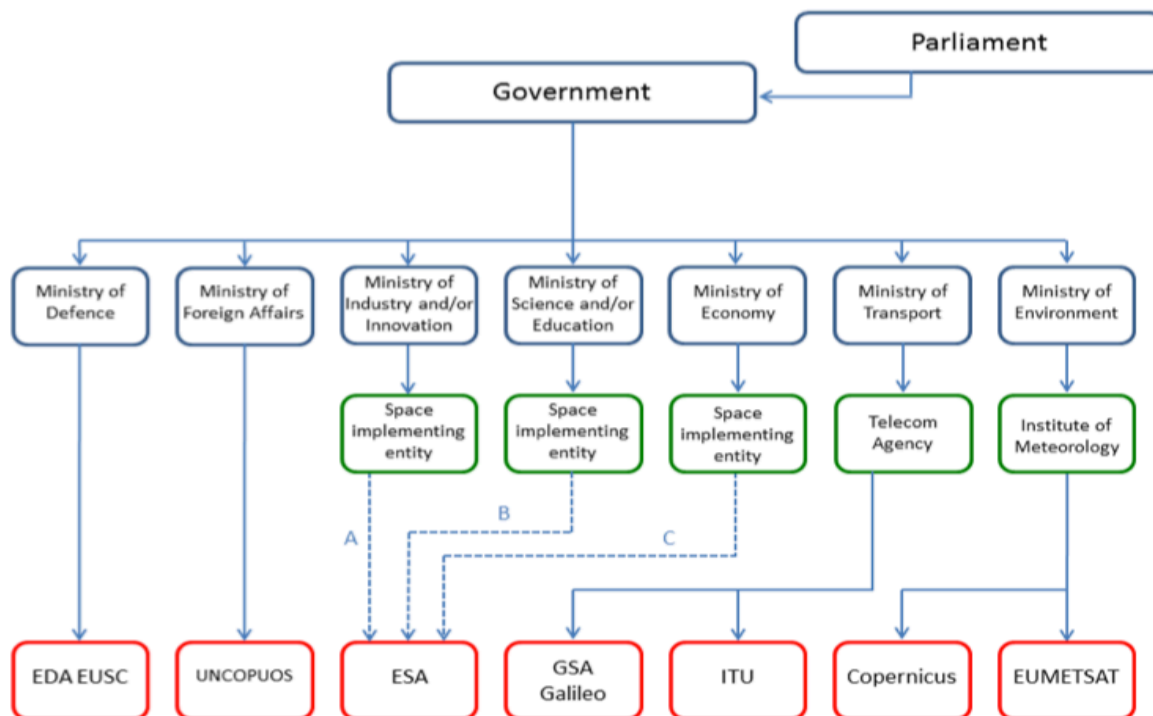 Parliament
Government
Ministry of
Defence
Ministry of
Foreign Affairs
Ministry of
Industry and/or
Innovation
Ministry of
Science and/or
Education
Ministry of
Economy
Ministry of
Transport
Ministry of
Environment
Space
implementing
entity
Space
implementing
entity
Space
implementing
entity
Telecom
Agency
Institute of
Meteorology
A
B
C
EDA EUSC
UNCOPUOS
ESA
GSA
Galileo
ITU
Copernicus
EUMETSAT